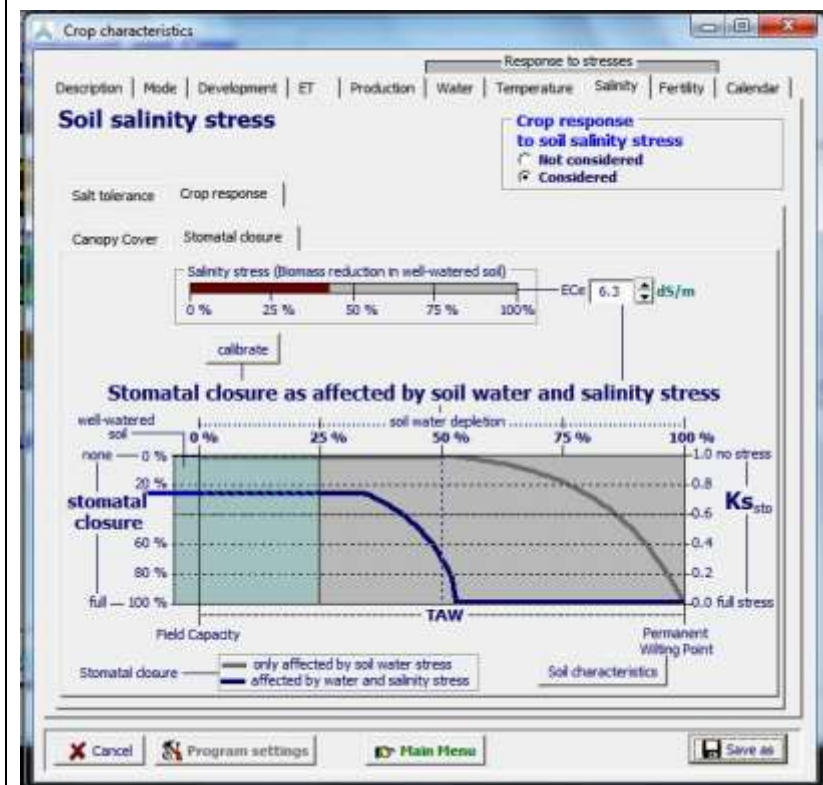 Crop characteristics
Response to stresses
Description Mode Development ET Production Water Temperature Salinity Fertility Calendar
Soil salinity stress
Crop response
to soil salinity stress
Not considered
Considered
Salt tolerance Crop response
Canopy Cover Stomatal closure
Salinity stress (Biomass reduction in well-watered soil)
ECe 6.3 dS/m
0 % 25 % 50 % 75 % 100%
calibrate
Stomatal closure as affected by soil water and salinity stress
well-watered
soil
soil water depletion
0 % 25 % 50 % 75 % 100 %
none 0 % 1.0 no stress
20 % 0.8
stomatal
closure
Ks sto
0.6
60 % 0.4
80 % 0.2
full 100 % 0.0 full stress
TAW
Field Capacity
Permanent
Wilting Point
Stomatal closure
only affected by soil water stress
affected by water and salinity stress
Soil characteristics
Cancel Program settings Main Menu Save as